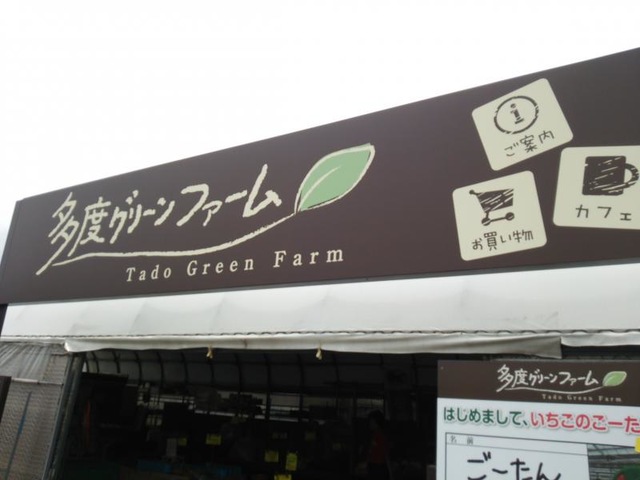 多度グリーンファーム
Tado Green Farm
ご案内
お買い物
カフェ
多度グリーンファーム
Tado Green Farm
はじめまして、いちごのごーた
名前
ごーたん